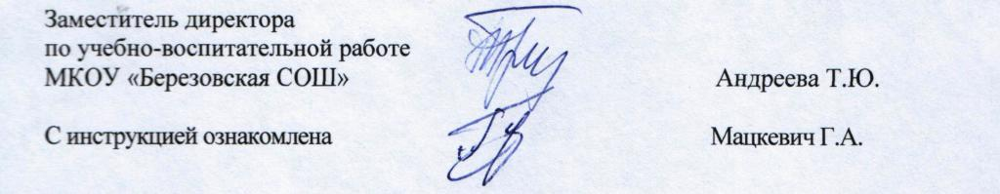 Заместитель директора
по учебно-воспитательной работе
МКОУ «Березовская СОШ» Андреева Т.Ю.
С инструкцией ознакомлена Мацкевич Г.А.